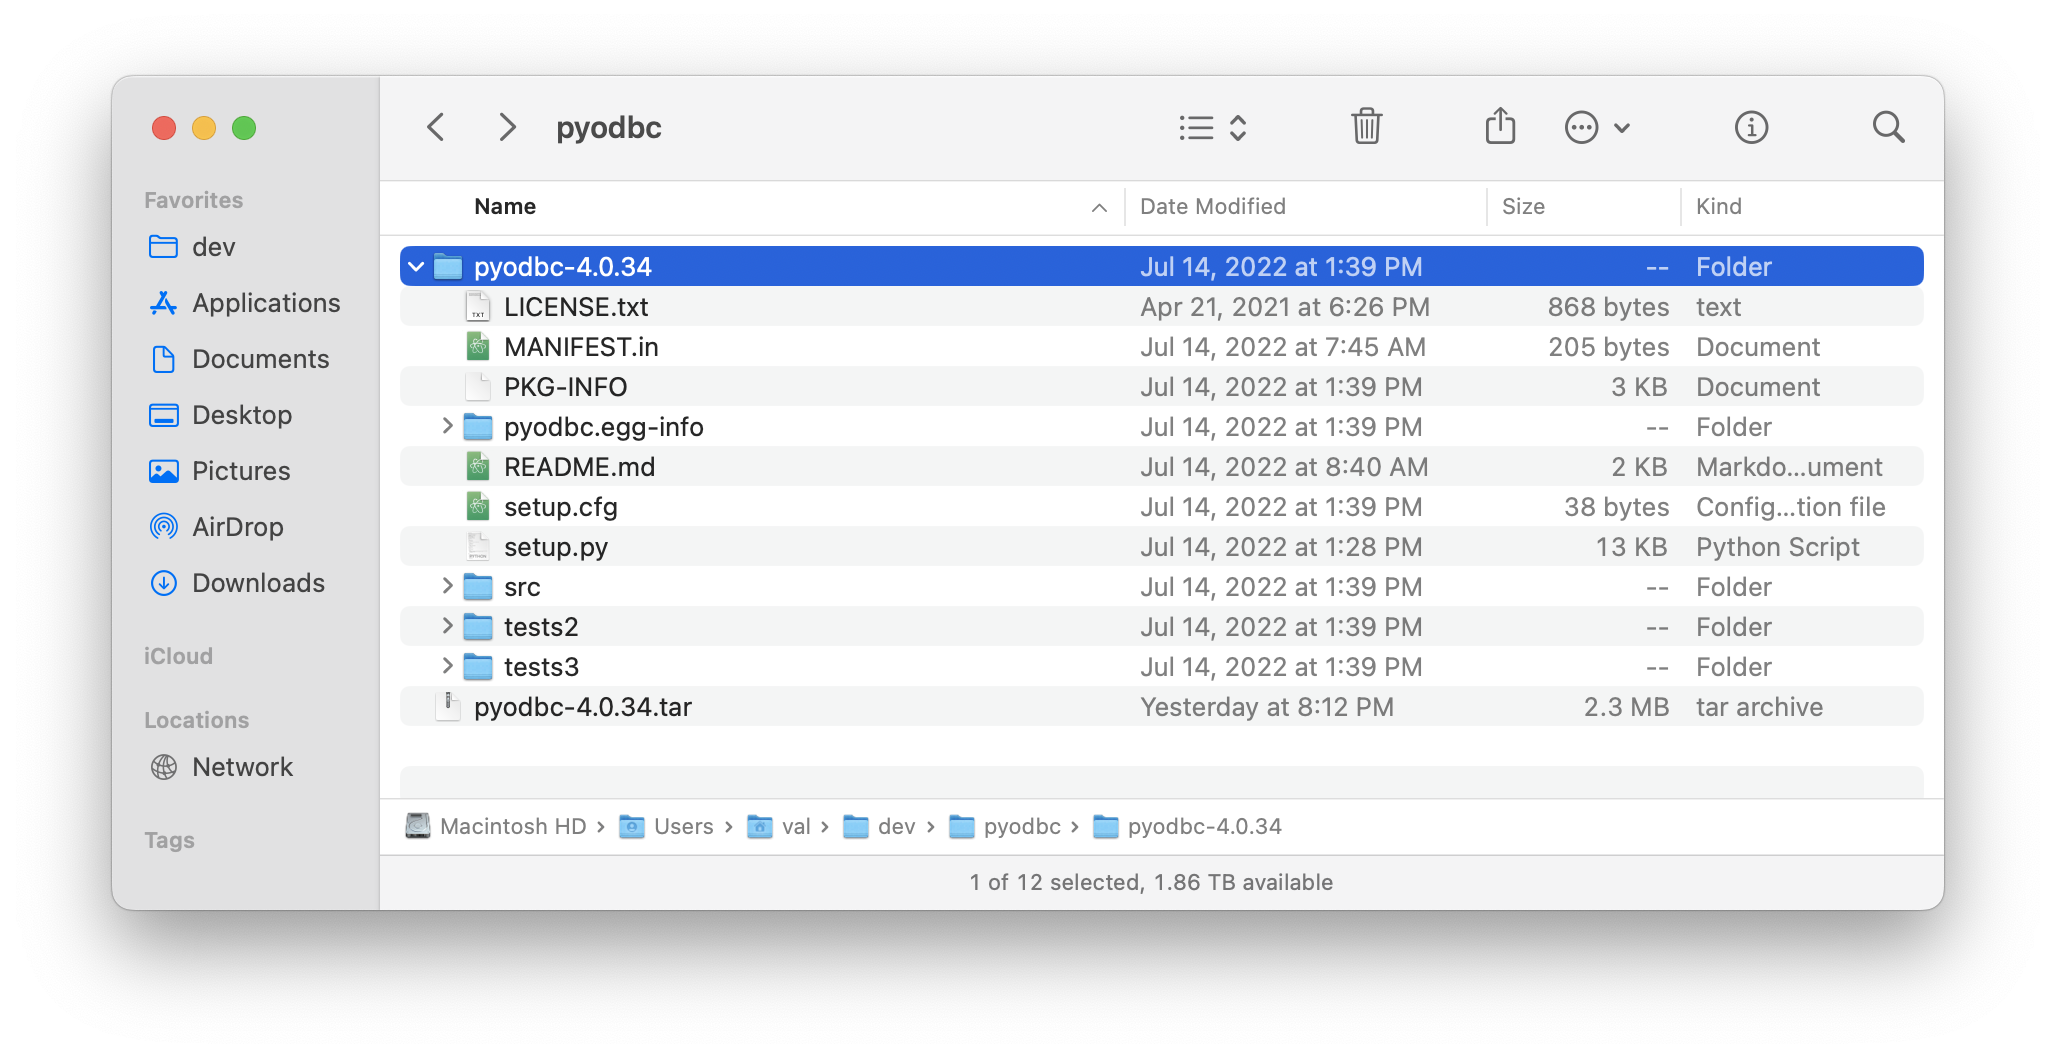 pyodbc
Favorites
dev
Applications
Documents
Desktop
Pictures
AirDrop
Downloads
iCloud
Locations
Network
Tags
Name Date Modified Size Kind
pyodbc-4.0.34 Jul 14, 2022 at 1:39 PM -- Folder
TXT LICENSE.txt Apr 21, 2021 at 6:26 PM 868 bytes text
MANIFEST.in Jul 14, 2022 at 7:45 AM 205 bytes Document
PKG-INFO Jul 14, 2022 at 1:39 PM 3 KB Document
pyodbc.egg-info Jul 14, 2022 at 1:39 PM -- Folder
README.md Jul 14, 2022 at 8:40 AM 2 KB Markdo...ument
setup.cfg Jul 14, 2022 at 1:39 PM 38 bytes Config...tion file
PYTHON setup.py Jul 14, 2022 at 1:28 PM 13 KB Python Script
src Jul 14, 2022 at 1:39 PM -- Folder
tests2 Jul 14, 2022 at 1:39 PM -- Folder
tests3 Jul 14, 2022 at 1:39 PM -- Folder
pyodbc-4.0.34.tar Yesterday at 8:12 PM 2.3 MB tar archive
Macintosh HD › Users › val › dev › pyodbc › pyodbc-4.0.34
1 of 12 selected, 1.86 TB available